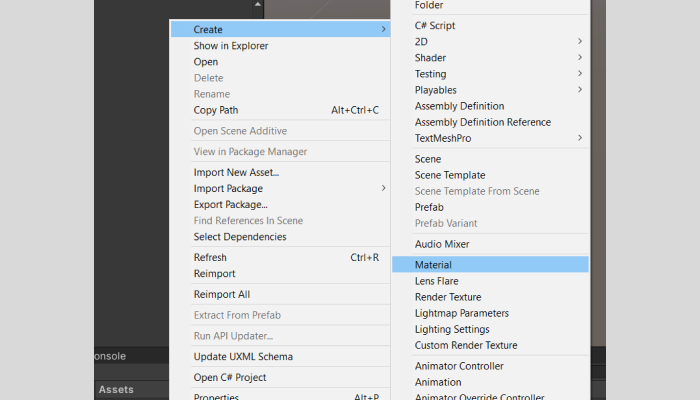 Create
Show in Explorer
Open
Delete
Rename
Copy Path Alt+Ctrl+C
Open Scene Additive
View in Package Manager
Import New Asset...
Import Package
Export Package...
Find References In Scene
Select Dependencies
Refresh Ctrl+R
Reimport
Reimport All
Extract From Prefab
Run API Updater...
Update UXML Schema
Open C# Project
Properties... Alt+P
Folder
C# Script
2D
Shader
Testing
Playables
Assembly Definition
Assembly Definition Reference
TextMeshPro
Scene
Scene Template
Scene Template From Scene
Prefab
Prefab Variant
Audio Mixer
Material
Lens Flare
Render Texture
Lightmap Parameters
Lighting Settings
Custom Render Texture
Animator Controller
Animation
Animator Override Controller
onsole
Assets